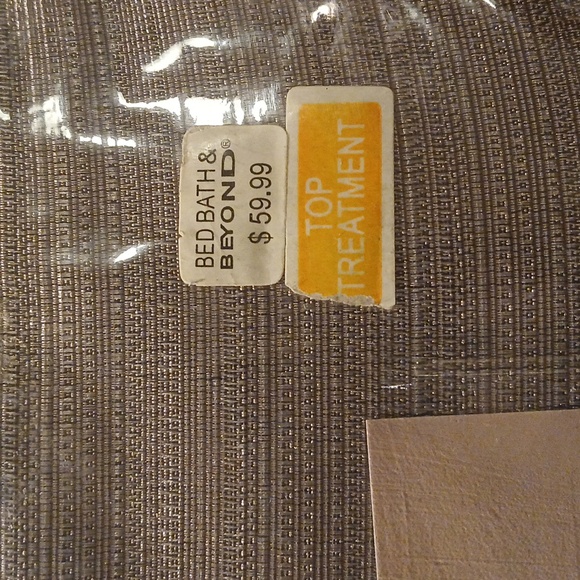 BED BATH &
BEYOND®
$ 59.99
TOP
TREATMENT